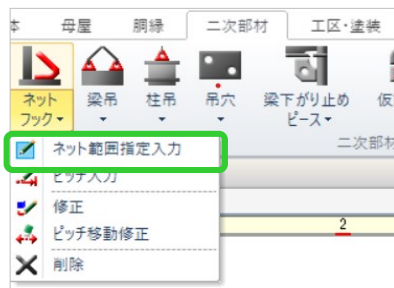 体 母屋 胴縁 二次部材 工区・塗装
ネット
フック 梁吊 柱吊 吊穴 梁下がり止め
ピース
二次部材
ネット範囲指定入力
ピッチ入力
修正
ピッチ移動修正
削除
2